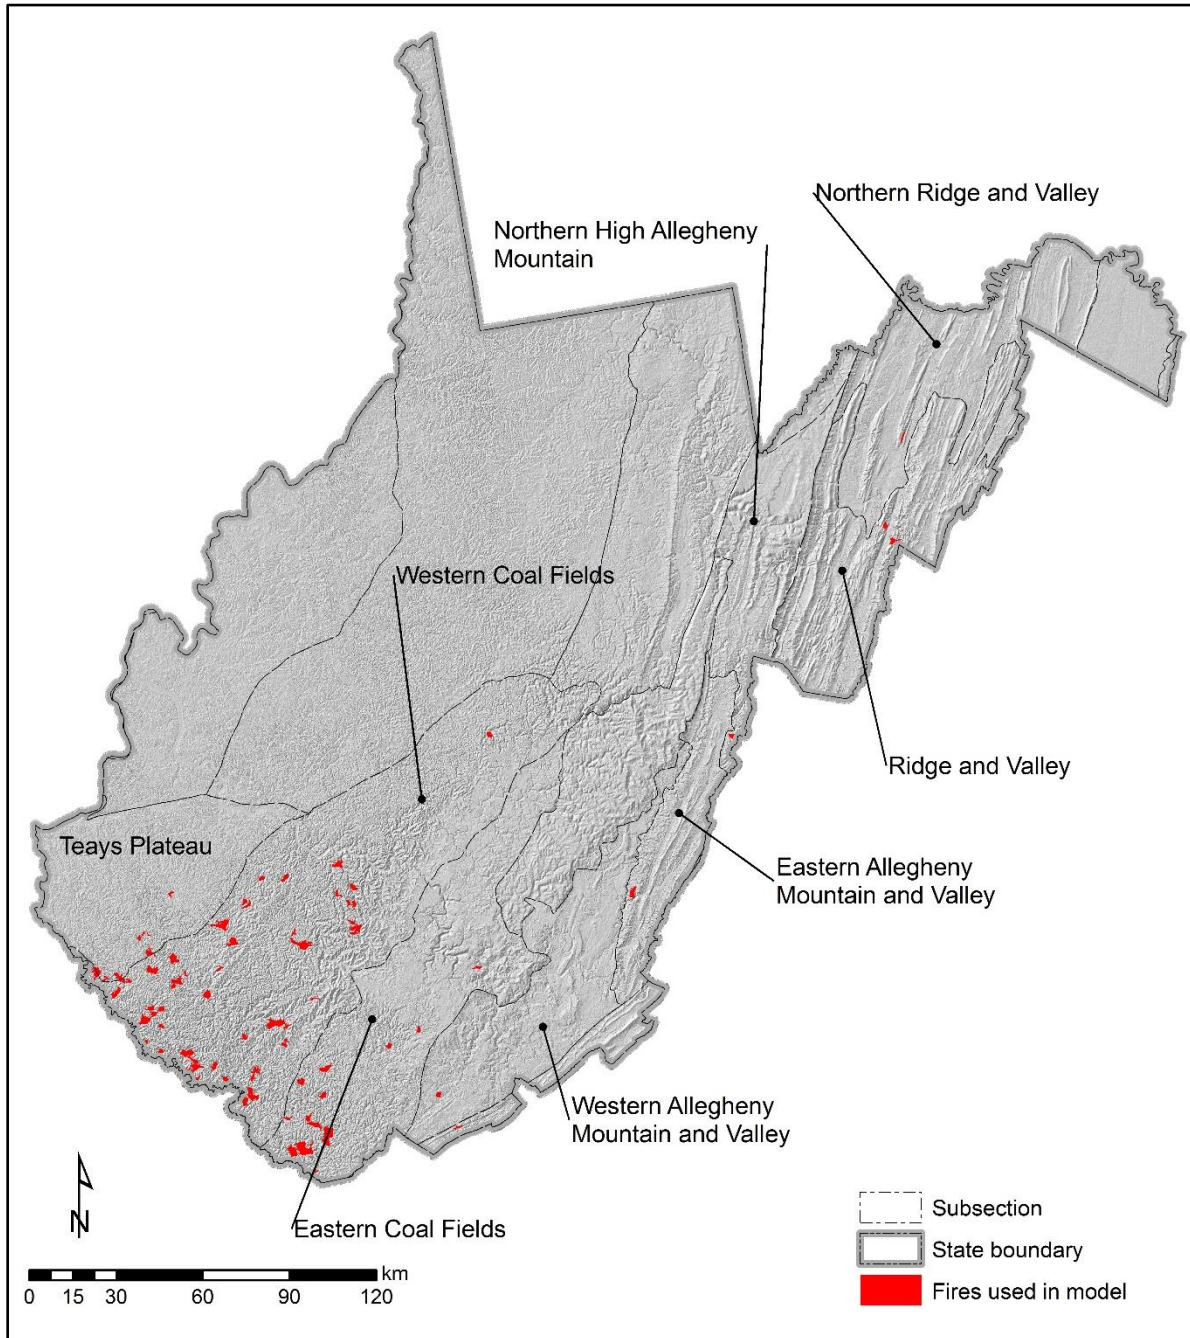 Northern Ridge and Valley
Northern High Allegheny
Mountain
Western Coal Fields
Ridge and Valley
Teays Plateau
Eastern Allegheny
Mountain and Valley
Western Allegheny
Mountain and Valley
Eastern Coal Fields
N
km
0 15 30 60 90 120
Subsection
State boundary
Fires used in model